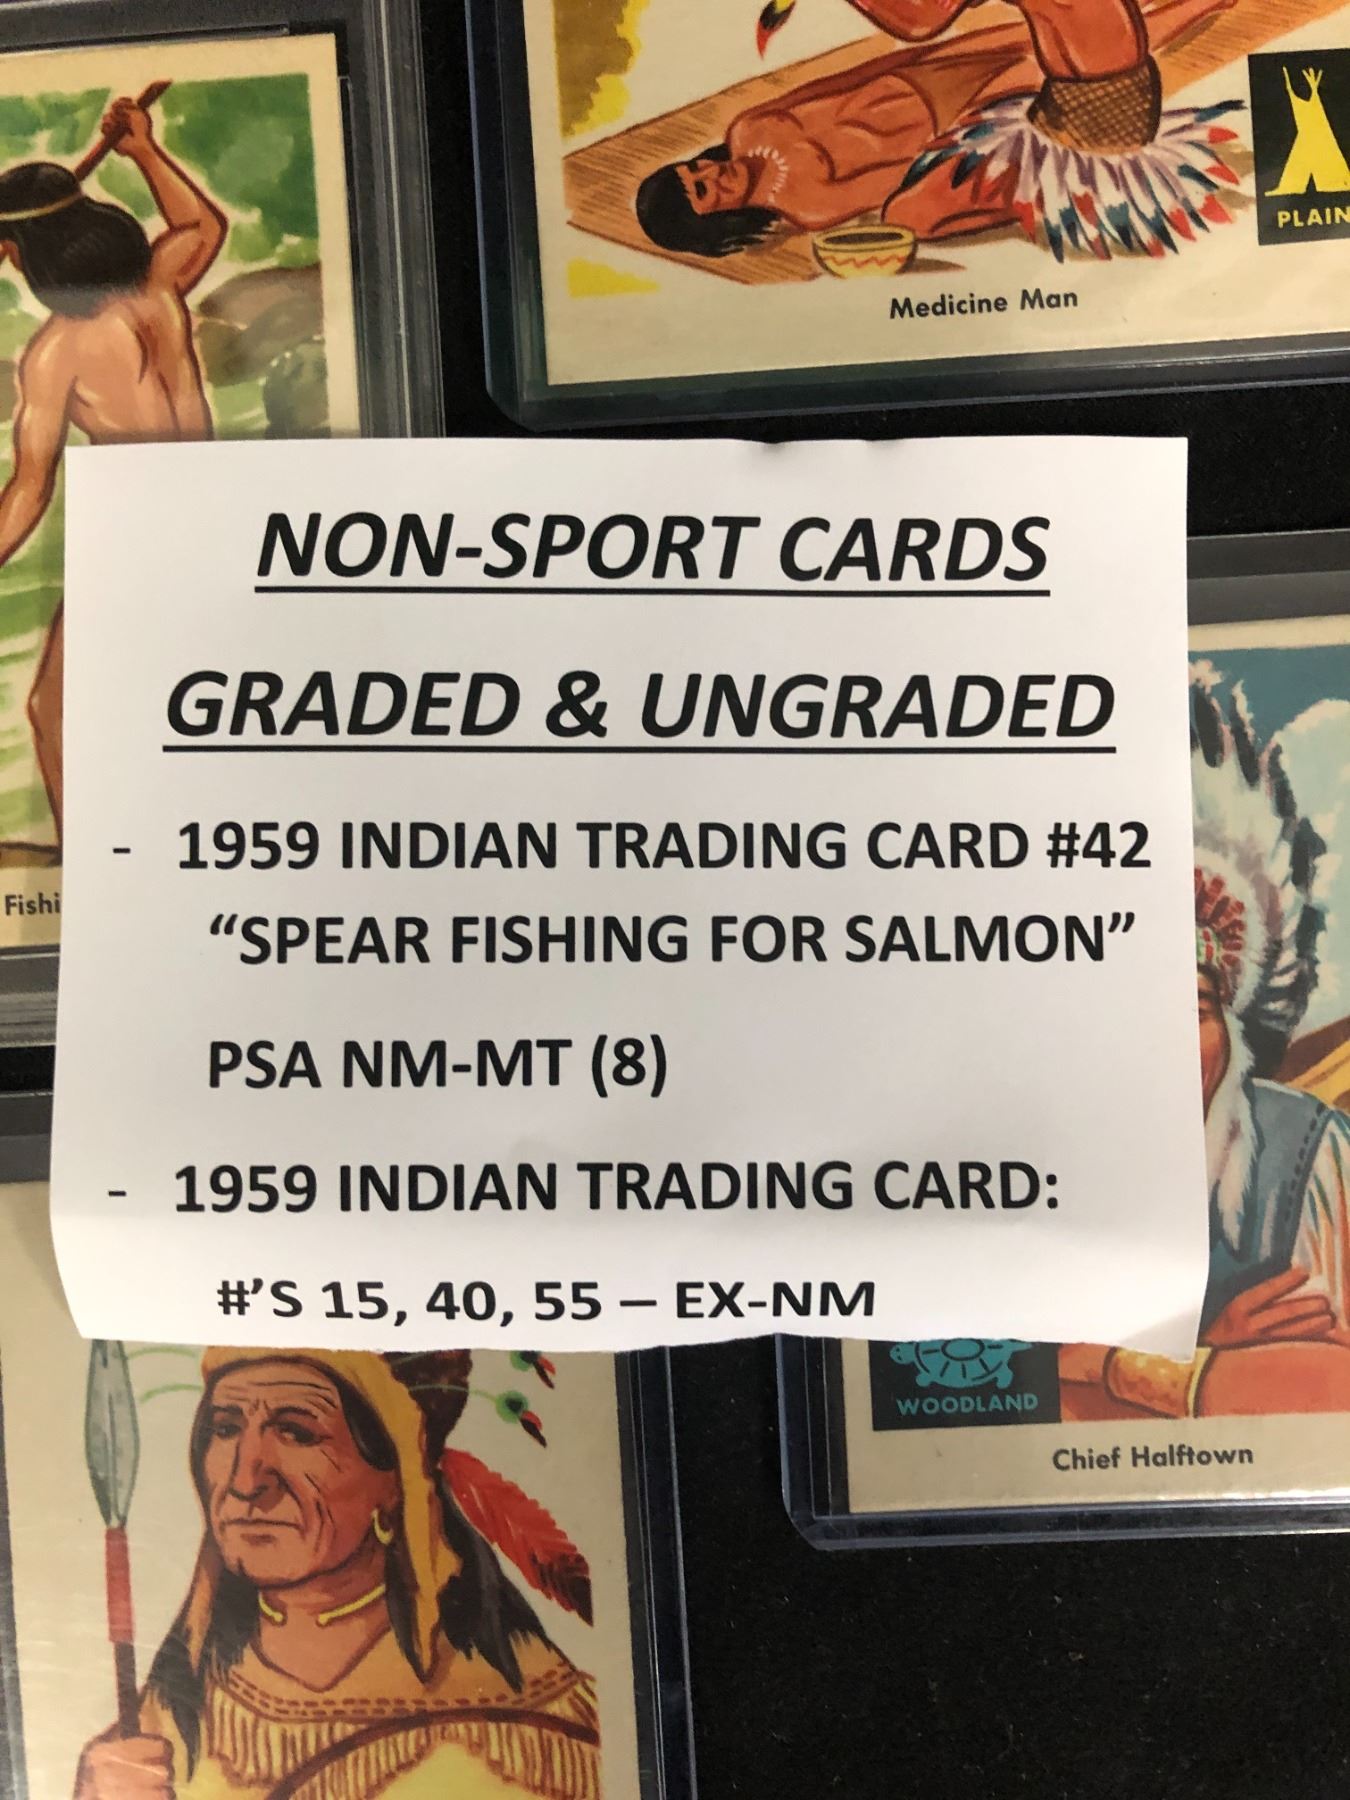 PLAIN
Medicine Man
NON-SPORT CARDS
GRADED & UNGRADED
- 1959 INDIAN TRADING CARD #42
“SPEAR FISHING FOR SALMON”
Fishi
PSA NM-MT (8)
- 1959 INDIAN TRADING CARD:
#’S 15, 40, 55 – EX-NM
WOODLAND
Chief Halftown